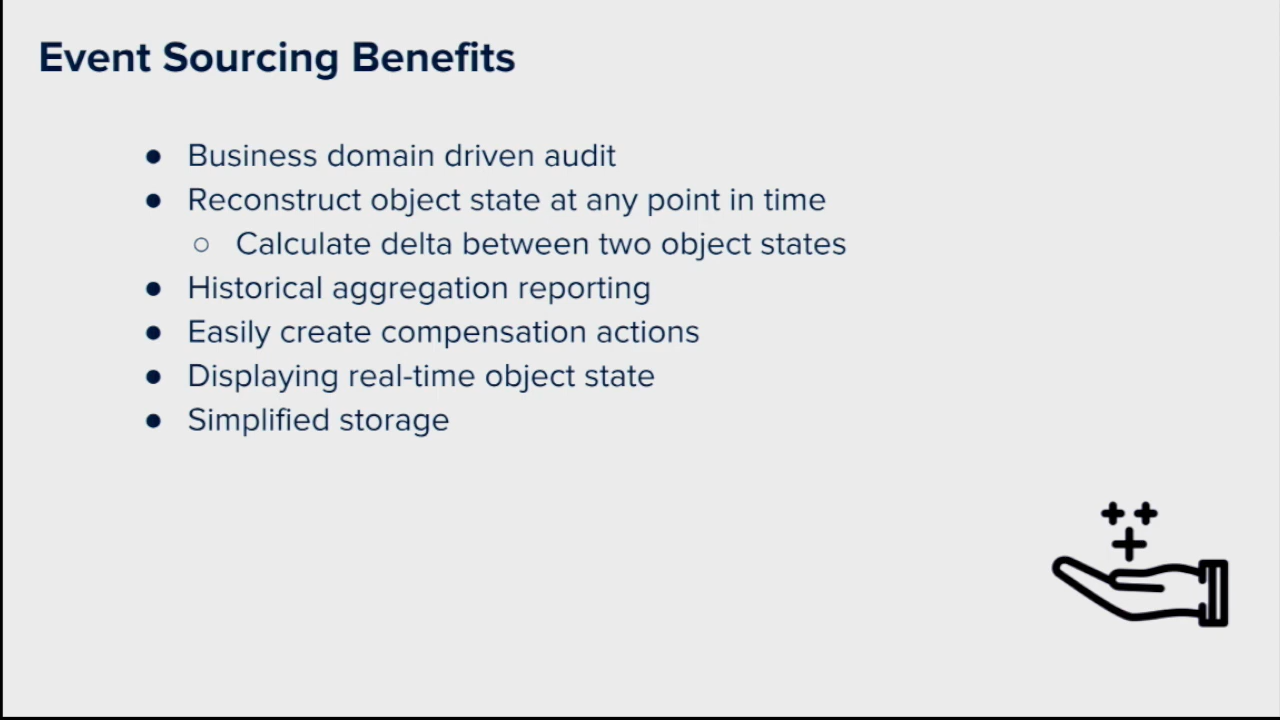 Event Sourcing Benefits
● Business domain driven audit
● Reconstruct object state at any point in time
○ Calculate delta between two object states
● Historical aggregation reporting
● Easily create compensation actions
● Displaying real-time object state
● Simplified storage